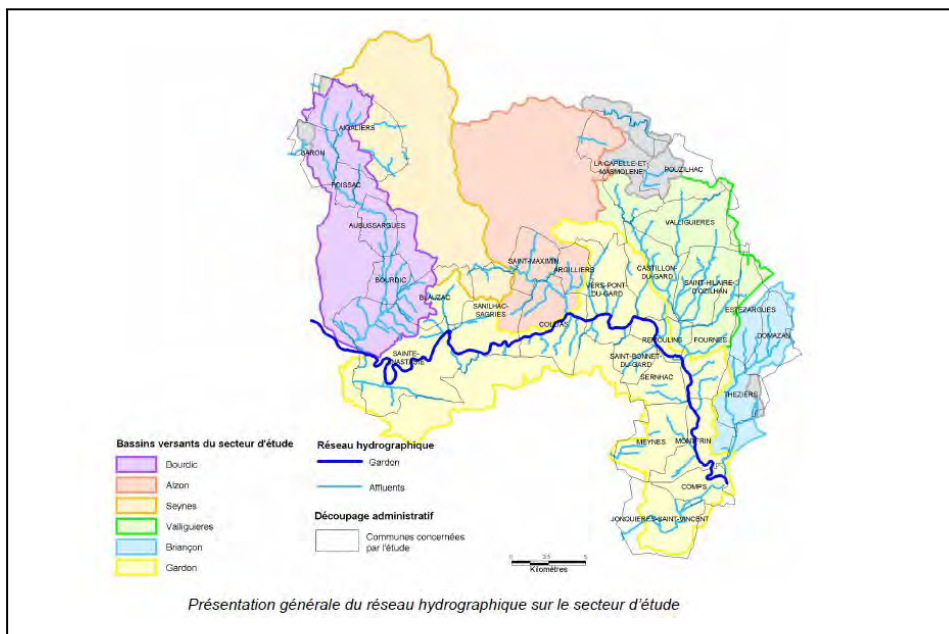 AIGALIERS
BARON
FOISSAC
LA CAPELLE-ET-
MASMOLENE
POUZILHAC
AUBUSSARGUES
VALLIGUIERES
BOURDIC
SAINT-MAXIMIN
ARGILLIERS
CASTILLON-
DU-GARD
BLAUZAC
VERS-PONT-
DU-GARD
SAINT-HILAIRE-
D'OZILHAN
SANILHAC-
SAGRIES
ESTEZARGUES
COLLIAS
DOMAZAN
SAINTE-
ANASTASIE
REMOULINS
FOURNES
SAINT-BONNET-
DU-GARD
SERNHAC
THEZIERS
MEYNES
MONTFRIN
COMPS
JONQUIERES-SAINT-VINCENT
Bassins versants du secteur d'étude
Bourdic
Alzon
Seynes
Valliguieres
Briançon
Gardon
Réseau hydrographique
Gardon
Affluents
Découpage administratif
Communes concernées
par l'étude
0 2.5 5
Kilomètres
Présentation générale du réseau hydrographique sur le secteur d'étude